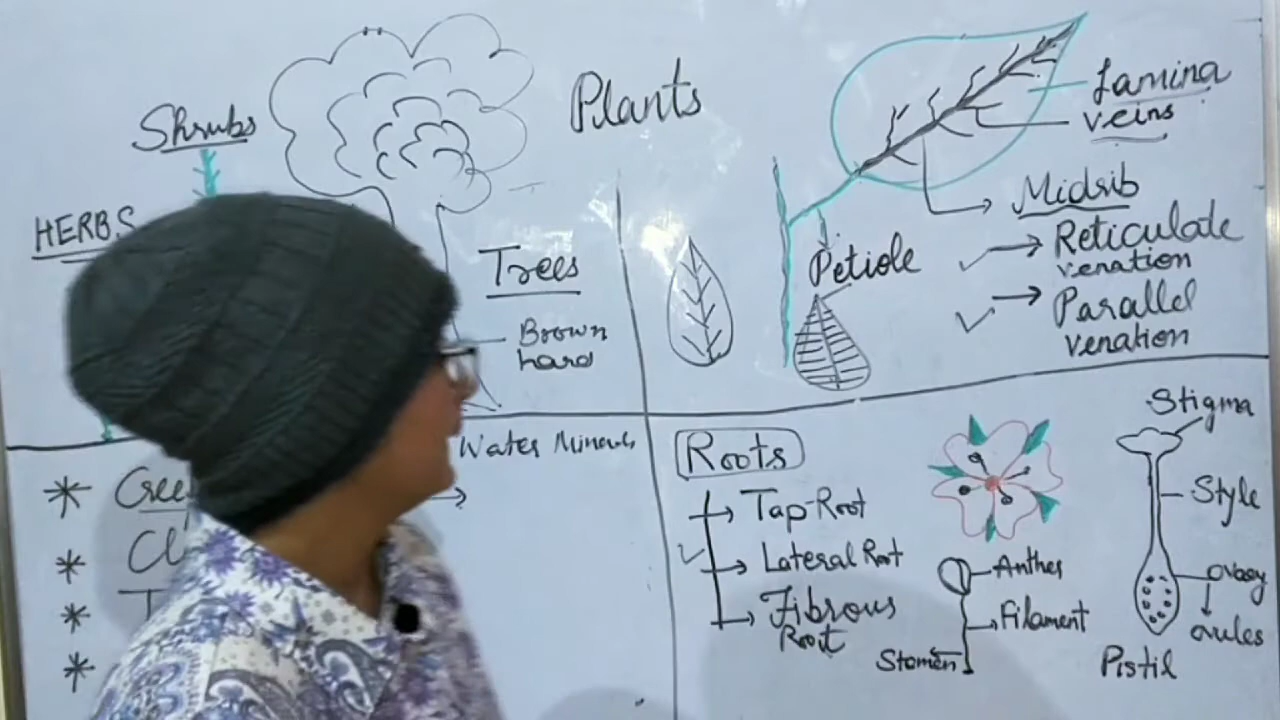 Plants
Shrubs
HERBS
Trees
Brown
hard
Lamina
veins
Midrib
Petiole
Reticulate
venation
Parallel
venation
Water Minerals
Roots
Tap-Root
Lateral Root
Fibrous
Root
Stigma
Style
Ovary
Ovules
Pistil
Anther
Filament
Stamen